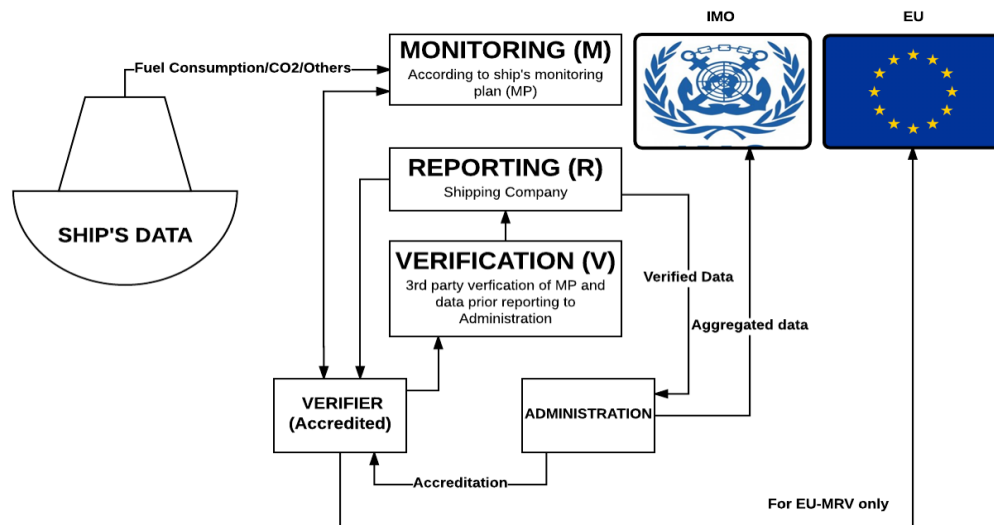 IMO
EU
MONITORING (M)
According to ship's monitoring
plan (MP)
Fuel Consumption/CO2/Others
REPORTING (R)
Shipping Company
SHIP'S DATA
VERIFICATION (V)
3rd party verfication of MP and
data prior reporting to
Administration
Verified Data
Aggregated data
VERIFIER
(Accredited)
ADMINISTRATION
Accreditation
For EU-MRV only